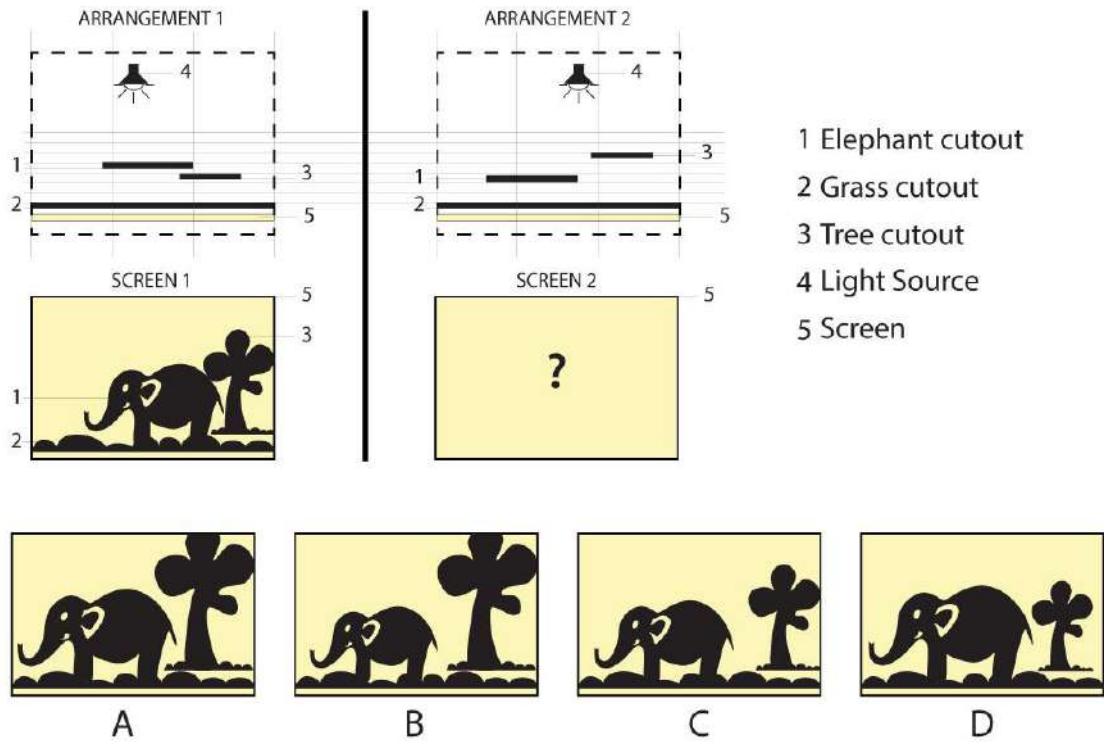 ARRANGEMENT 1
ARRANGEMENT 2
4
4
1
3
2
5
3
1
2
5
1 Elephant cutout
2 Grass cutout
3 Tree cutout
4 Light Source
5 Screen
SCREEN 1
5
3
1
2
SCREEN 2
5
?
A
B
C
D